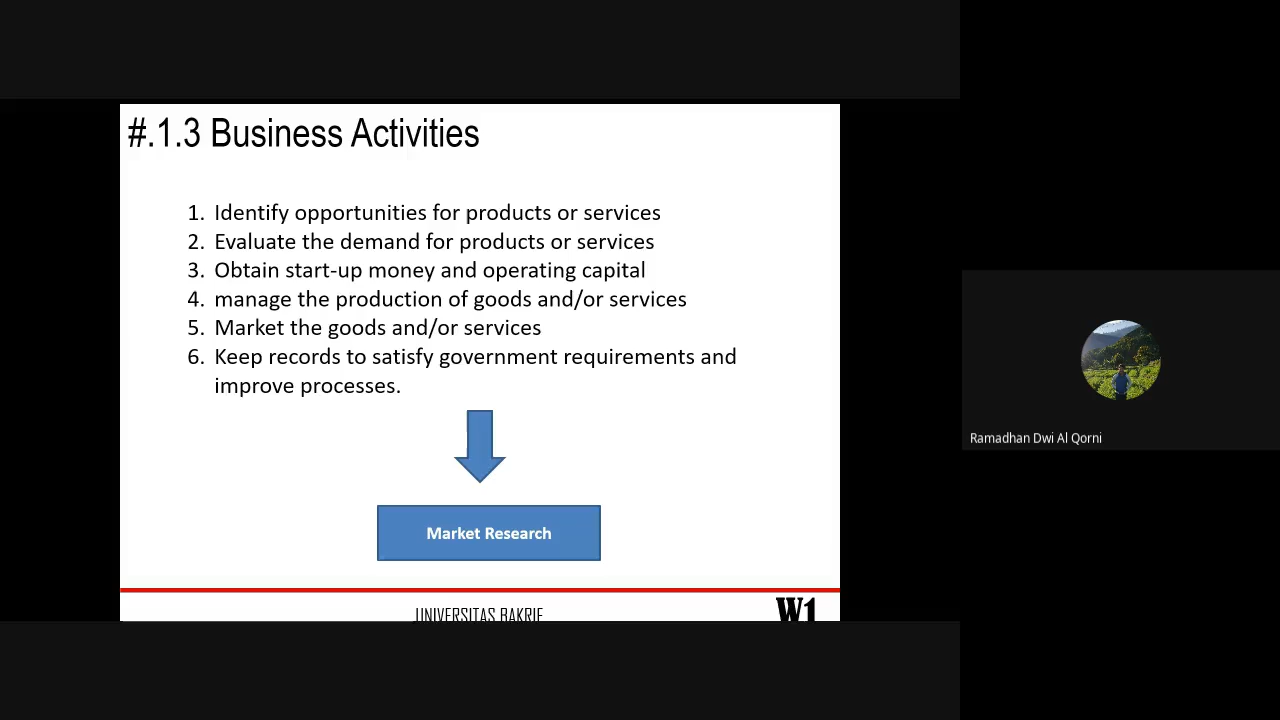 #.1.3 Business Activities
1. Identify opportunities for products or services
2. Evaluate the demand for products or services
3. Obtain start-up money and operating capital
4. manage the production of goods and/or services
5. Market the goods and/or services
6. Keep records to satisfy government requirements and
improve processes.
Market Research
UNIVERSITAS BAKRIE
W1
Ramadhan Dwi Al Qorni